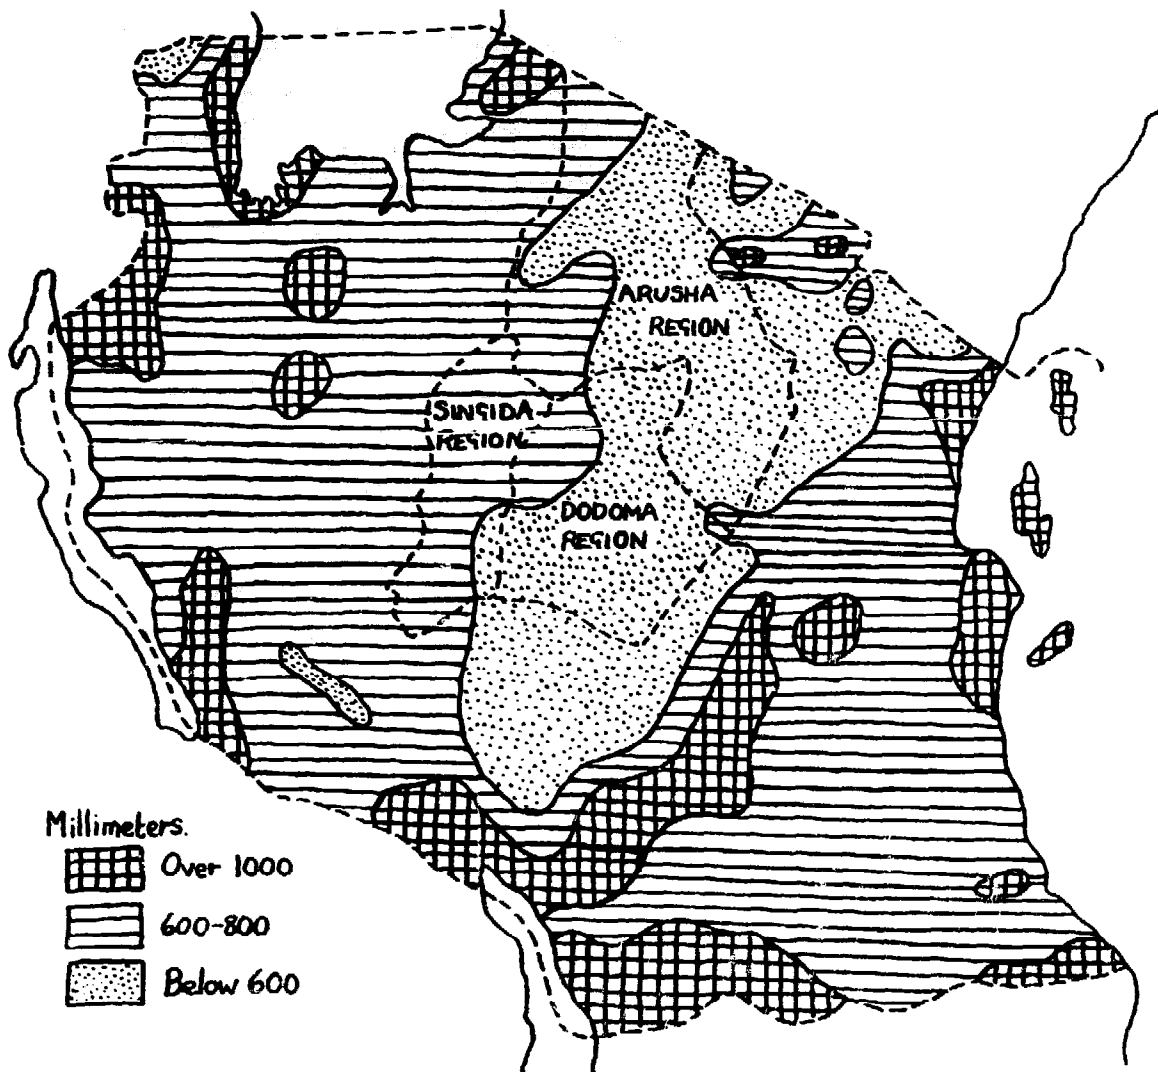 ARUSHA
REGION
SINGIDA
REGION
DODOMA
REGION
Millimeters.
Over 1000
600-800
Below 600